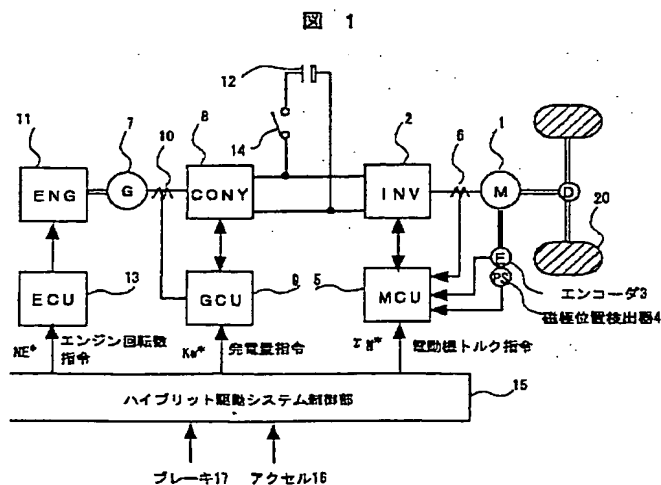 図 1
12
11
7
10
8
14
2
6
1
ENG
G
CONV
INV
M
D
20
ECU
13
GCU
9
5
MCU
E
PS
エンコーダ3
磁極位置検出器4
NE*
エンジン回転数
指令
発電量指令
電動機トルク指令
ハイブリット駆動システム制御部
15
ブレーキ17
アクセル16